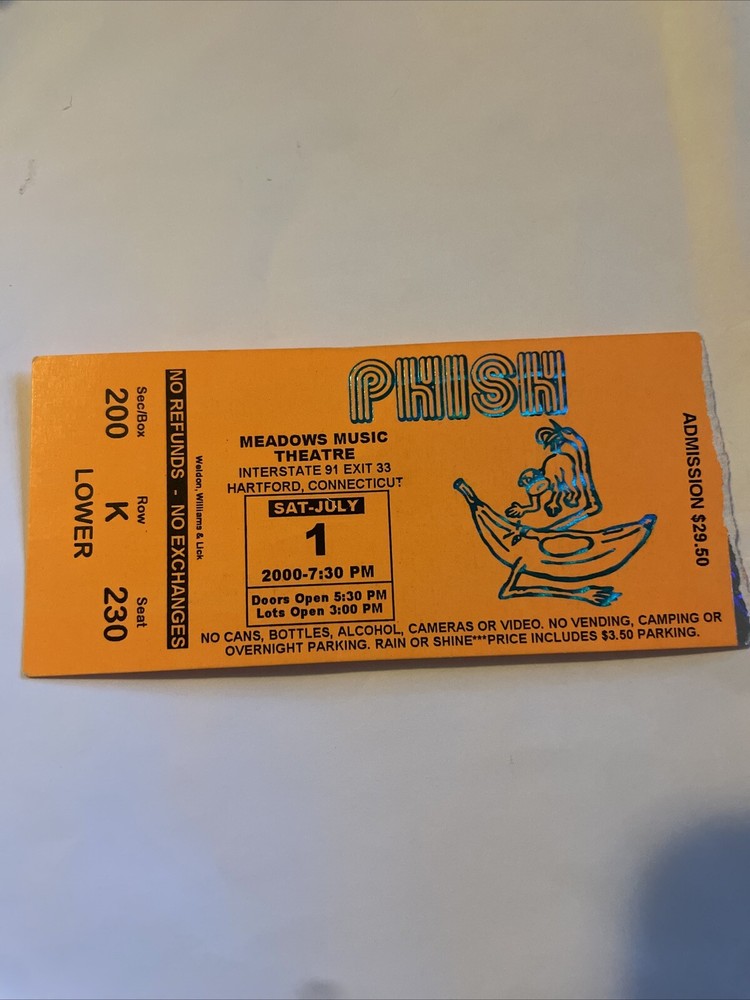 PHISH
MEADOWS MUSIC
THEATRE
INTERSTATE 91 EXIT 33
HARTFORD, CONNECTICUT
SAT-JULY
1
2000-7:30 PM
Doors Open 5:30 PM
Lots Open 3:00 PM
NO CANS, BOTTLES, ALCOHOL, CAMERAS OR VIDEO. NO VENDING, CAMPING OR
OVERNIGHT PARKING. RAIN OR SHINE***PRICE INCLUDES $3.50 PARKING.
ADMISSION $29.50
Weldon, Williams & Lick
NO REFUNDS - NO EXCHANGES
Sec/Box Row Seat
200 K 230
LOWER